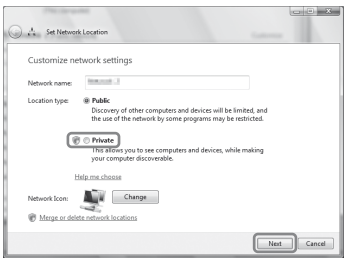 Set Network Location
Customize network settings
Network name:
Location type:
Public
Discovery of other computers and devices will be limited, and
the use of the network by some programs may be restricted.
Private
This allows you to see computers and devices, while making
your computer discoverable.
Help me choose
Network Icon:
Change
Merge or delete network locations
Next
Cancel